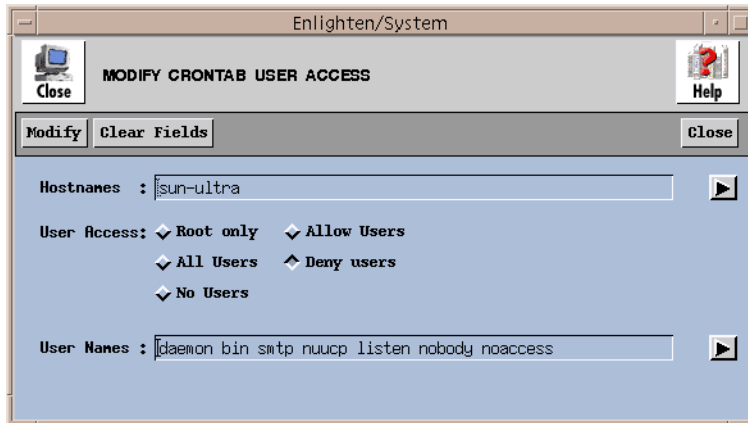 Enlighten/System
Close MODIFY CRONTAB USER ACCESS Help
Modify Clear Fields Close
Hostnames : sun-ultra
User Access: Root only Allow Users
All Users Deny users
No Users
User Names : daemon bin smtp nuucp listen nobody noaccess